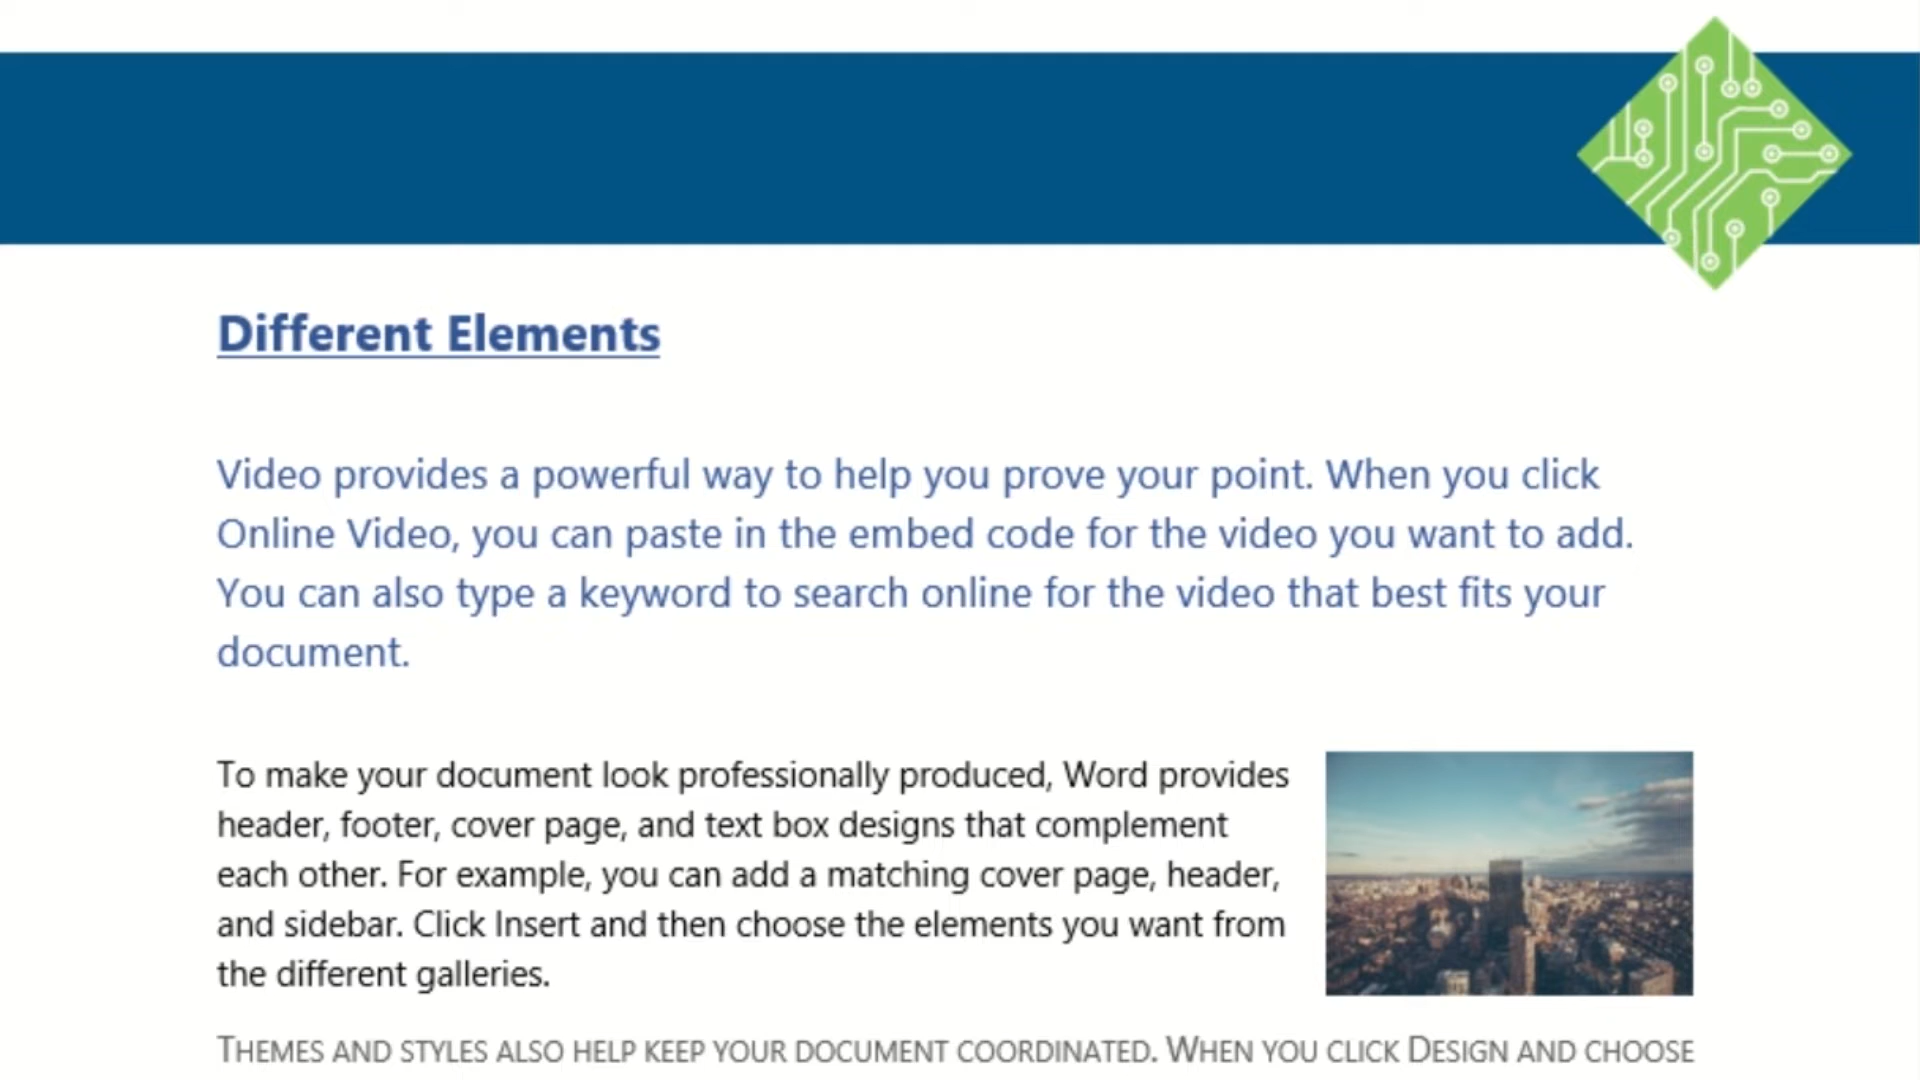 Different Elements
Video provides a powerful way to help you prove your point. When you click
Online Video, you can paste in the embed code for the video you want to add.
You can also type a keyword to search online for the video that best fits your
document.
To make your document look professionally produced, Word provides
header, footer, cover page, and text box designs that complement
each other. For example, you can add a matching cover page, header,
and sidebar. Click Insert and then choose the elements you want from
the different galleries.
THEMES AND STYLES ALSO HELP KEEP YOUR DOCUMENT COORDINATED. WHEN YOU CLICK DESIGN AND CHOOSE